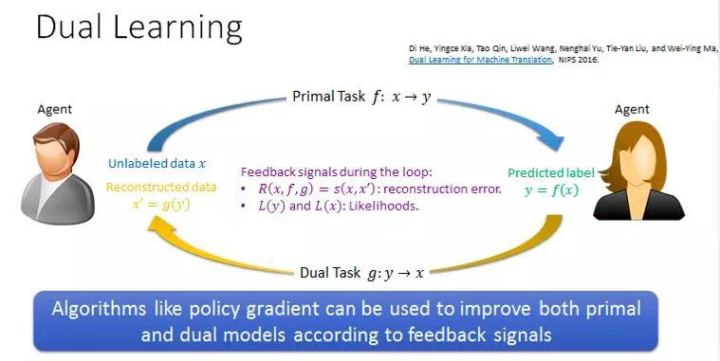 Dual Learning
Di He, Yingce Xia, Tao Qin, Liwei Wang, Nenghai Yu, Tie-Yan Liu, and Wei-Ying Ma,
Dual Learning for Machine Translation, NIPS 2016.
Primal Task f: x → y
Agent
Agent
Unlabeled data x
Reconstructed data
x' = g(y)
Feedback signals during the loop:
• R(x, f, g) = s(x, x'): reconstruction error.
• L(y) and L(x): Likelihoods.
Predicted label
y = f(x)
Dual Task g: y → x
Algorithms like policy gradient can be used to improve both primal
and dual models according to feedback signals